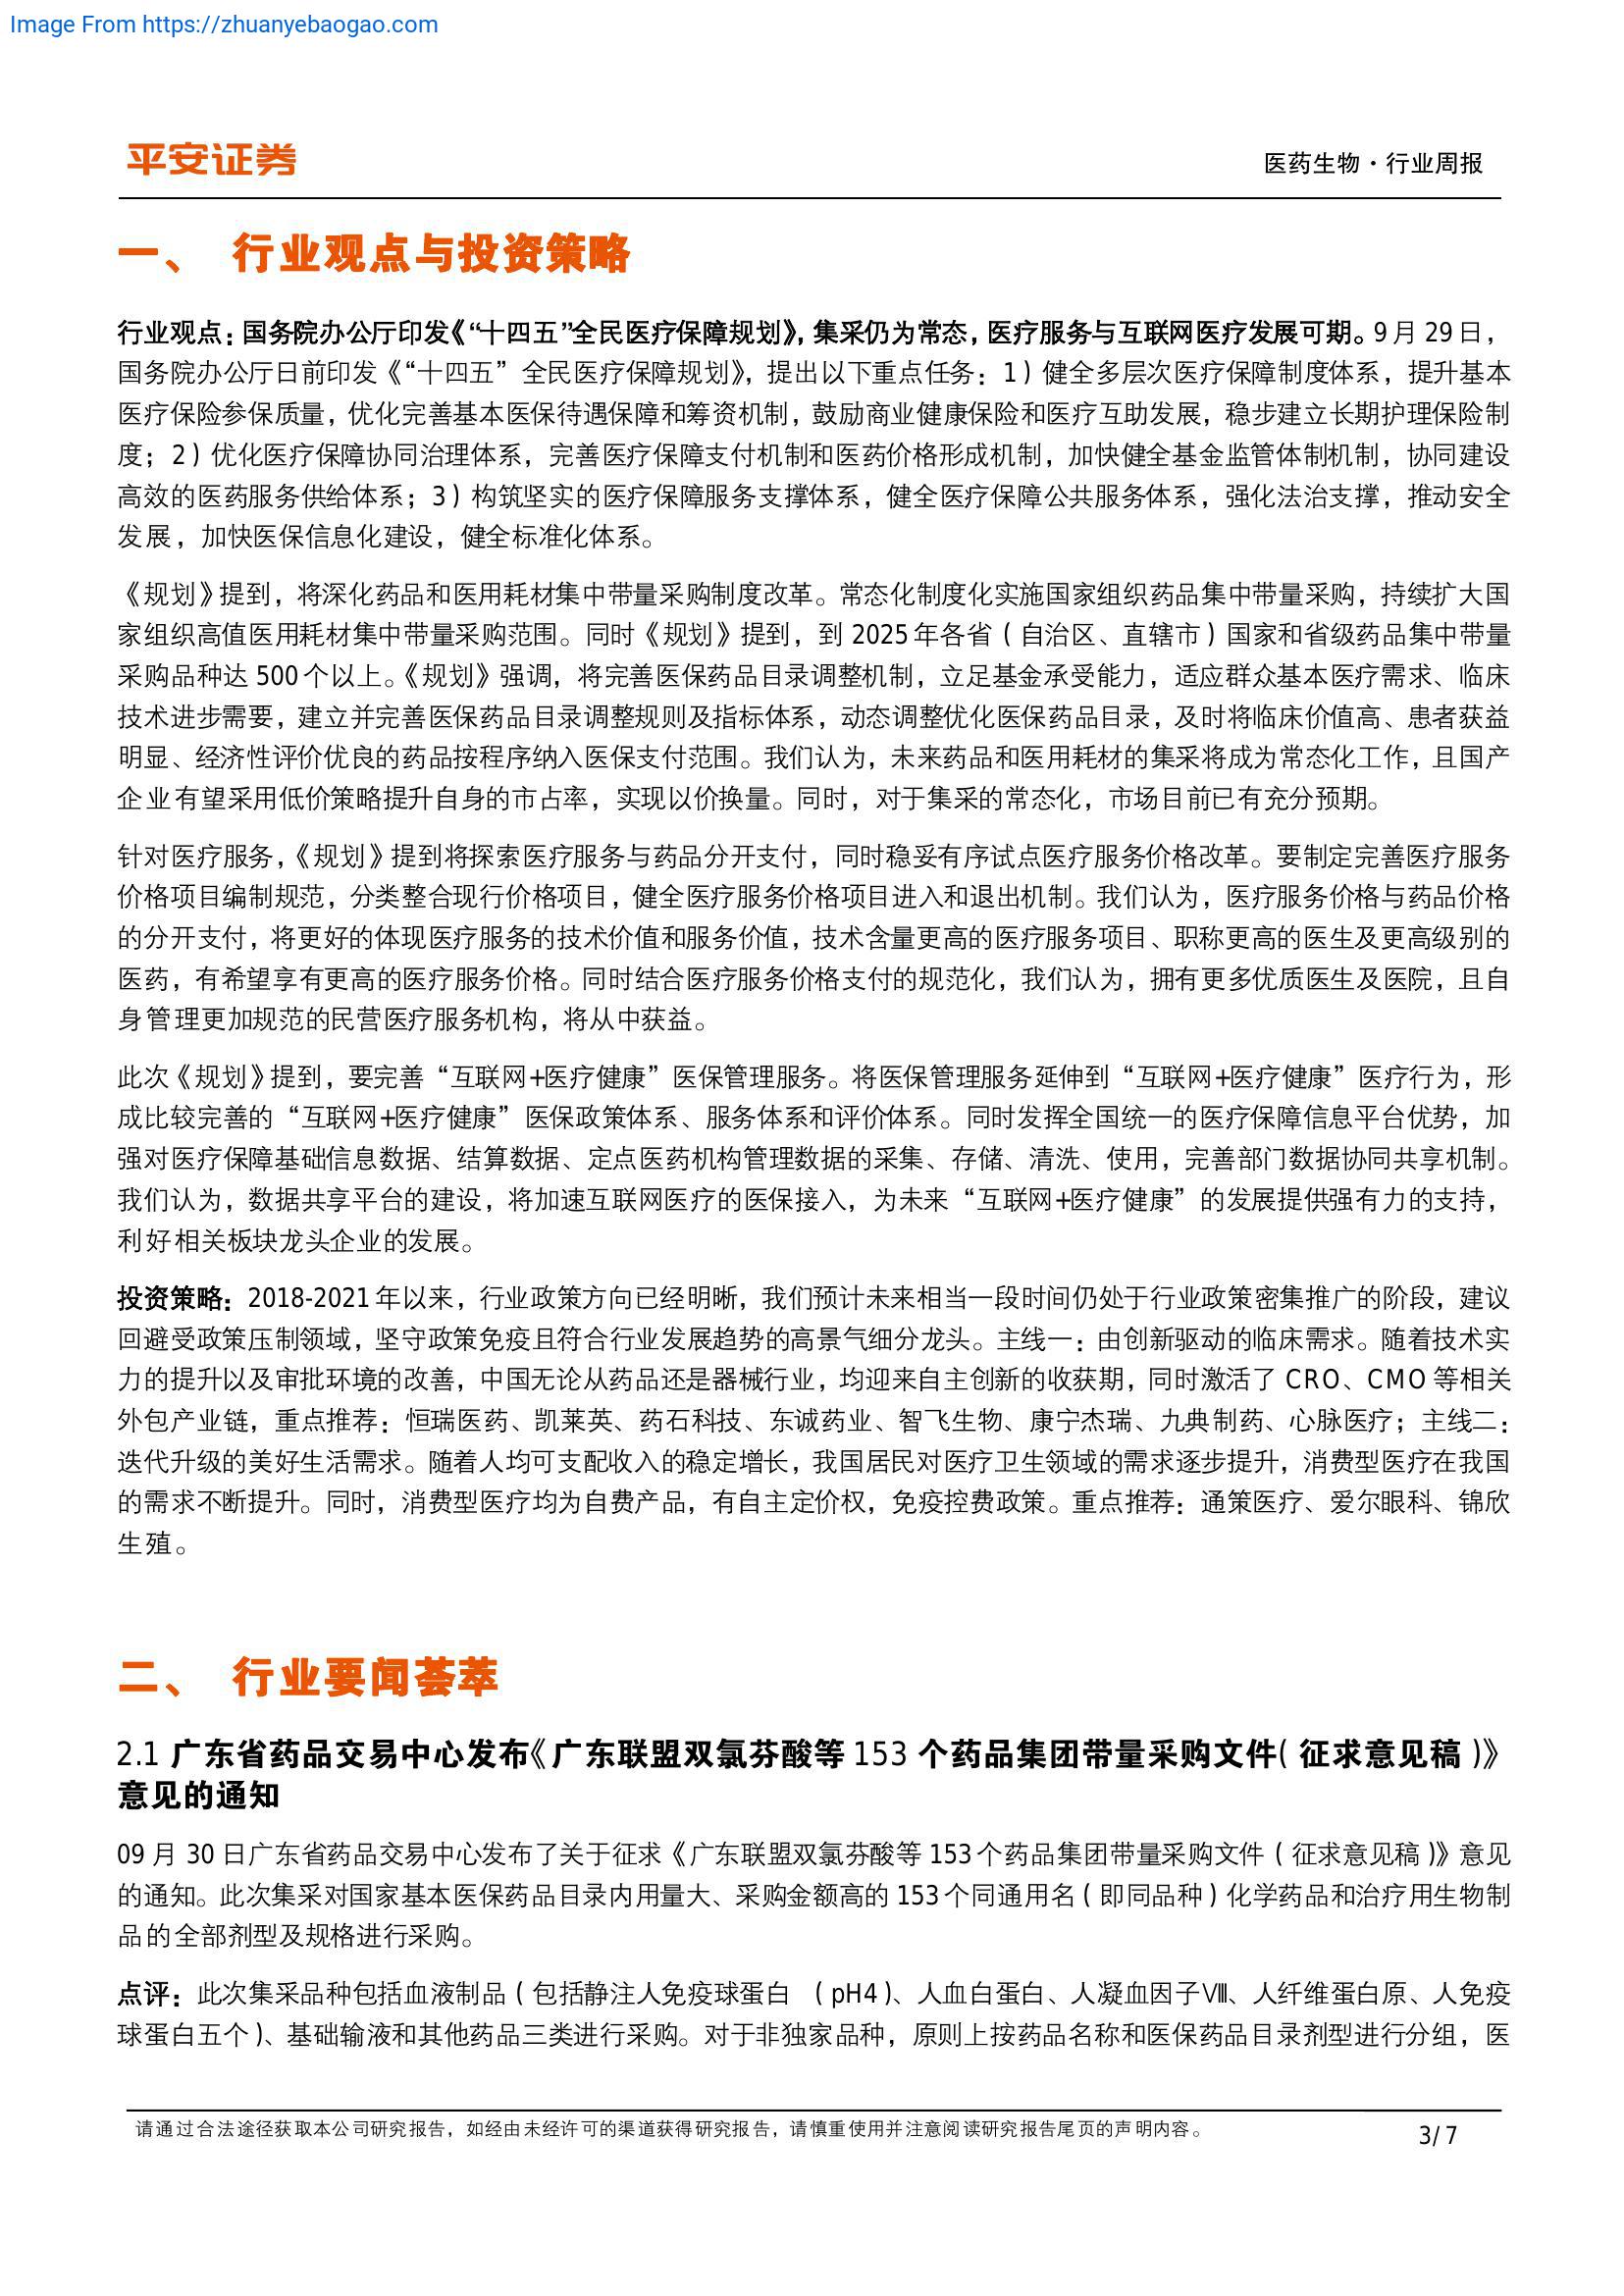 Image From https://zhuanyebaogao.com
平安证券
医药生物·行业周报
一、 行业观点与投资策略
行业观点：国务院办公厅印发《“十四五”全民医疗保障规划》，集采仍为常态，医疗服务与互联网医疗发展可期。9月29日，
国务院办公厅日前印发《“十四五”全民医疗保障规划》，提出以下重点任务：1）健全多层次医疗保障制度体系，提升基本
医疗保险参保质量，优化完善基本医保待遇保障和筹资机制，鼓励商业健康保险和医疗互助发展，稳步建立长期护理保险制
度；2）优化医疗保障协同治理体系，完善医疗保障支付机制和医药价格形成机制，加快健全基金监管体制机制，协同建设
高效的医药服务供给体系；3）构筑坚实的医疗保障服务支撑体系，健全医疗保障公共服务体系，强化法治支撑，推动安全
发展，加快医保信息化建设，健全标准化体系。
《规划》提到，将深化药品和医用耗材集中带量采购制度改革。常态化制度化实施国家组织药品集中带量采购，持续扩大国
家组织高值医用耗材集中带量采购范围。同时《规划》提到，到2025年各省（自治区、直辖市）国家和省级药品集中带量
采购品种达500个以上。《规划》强调，将完善医保药品目录调整机制，立足基金承受能力，适应群众基本医疗需求、临床
技术进步需要，建立并完善医保药品目录调整规则及指标体系，动态调整优化医保药品目录，及时将临床价值高、患者获益
明显、经济性评价优良的药品按程序纳入医保支付范围。我们认为，未来药品和医用耗材的集采将成为常态化工作，且国产
企业有望采用低价策略提升自身的市占率，实现以价换量。同时，对于集采的常态化，市场目前已有充分预期。
针对医疗服务，《规划》提到将探索医疗服务与药品分开支付，同时稳妥有序试点医疗服务价格改革。要制定完善医疗服务
价格项目编制规范，分类整合现行价格项目，健全医疗服务价格项目进入和退出机制。我们认为，医疗服务价格与药品价格
的分开支付，将更好的体现医疗服务的技术价值和服务价值，技术含量更高的医疗服务项目、职称更高的医生及更高级别的
医药，有希望享有更高的医疗服务价格。同时结合医疗服务价格支付的规范化，我们认为，拥有更多优质医生及医院，且自
身管理更加规范的民营医疗服务机构，将从中获益。
此次《规划》提到，要完善“互联网+医疗健康”医保管理服务。将医保管理服务延伸到“互联网+医疗健康”医疗行为，形
成比较完善的“互联网+医疗健康”医保政策体系、服务体系和评价体系。同时发挥全国统一的医疗保障信息平台优势，加
强对医疗保障基础信息数据、结算数据、定点医药机构管理数据的采集、存储、清洗、使用，完善部门数据协同共享机制。
我们认为，数据共享平台的建设，将加速互联网医疗的医保接入，为未来“互联网+医疗健康”的发展提供强有力的支持，
利好相关板块龙头企业的发展。
投资策略：2018-2021年以来，行业政策方向已经明晰，我们预计未来相当一段时间仍处于行业政策密集推广的阶段，建议
回避受政策压制领域，坚守政策免疫且符合行业发展趋势的高景气细分龙头。主线一：由创新驱动的临床需求。随着技术实
力的提升以及审批环境的改善，中国无论从药品还是器械行业，均迎来自主创新的收获期，同时激活了CRO、CMO等相关
外包产业链，重点推荐：恒瑞医药、凯莱英、药石科技、东诚药业、智飞生物、康宁杰瑞、九典制药、心脉医疗；主线二：
迭代升级的美好生活需求。随着人均可支配收入的稳定增长，我国居民对医疗卫生领域的需求逐步提升，消费型医疗在我国
的需求不断提升。同时，消费型医疗均为自费产品，有自主定价权，免疫控费政策。重点推荐：通策医疗、爱尔眼科、锦欣
生殖。
二、 行业要闻荟萃
2.1 广东省药品交易中心发布《广东联盟双氯芬酸等153个药品集团带量采购文件(征求意见稿)》
意见的通知
09月30日广东省药品交易中心发布了关于征求《广东联盟双氯芬酸等153个药品集团带量采购文件（征求意见稿)》意见
的通知。此次集采对国家基本医保药品目录内用量大、采购金额高的153个同通用名（即同品种）化学药品和治疗用生物制
品的全部剂型及规格进行采购。
点评：此次集采品种包括血液制品（包括静注人免疫球蛋白 （pH4)、人血白蛋白、人凝血因子Ⅷ、人纤维蛋白原、人免疫
球蛋白五个)、基础输液和其他药品三类进行采购。对于非独家品种，原则上按药品名称和医保药品目录剂型进行分组，医
请通过合法途径获取本公司研究报告，如经由未经许可的渠道获得研究报告，请慎重使用并注意阅读研究报告尾页的声明内容。
3/7